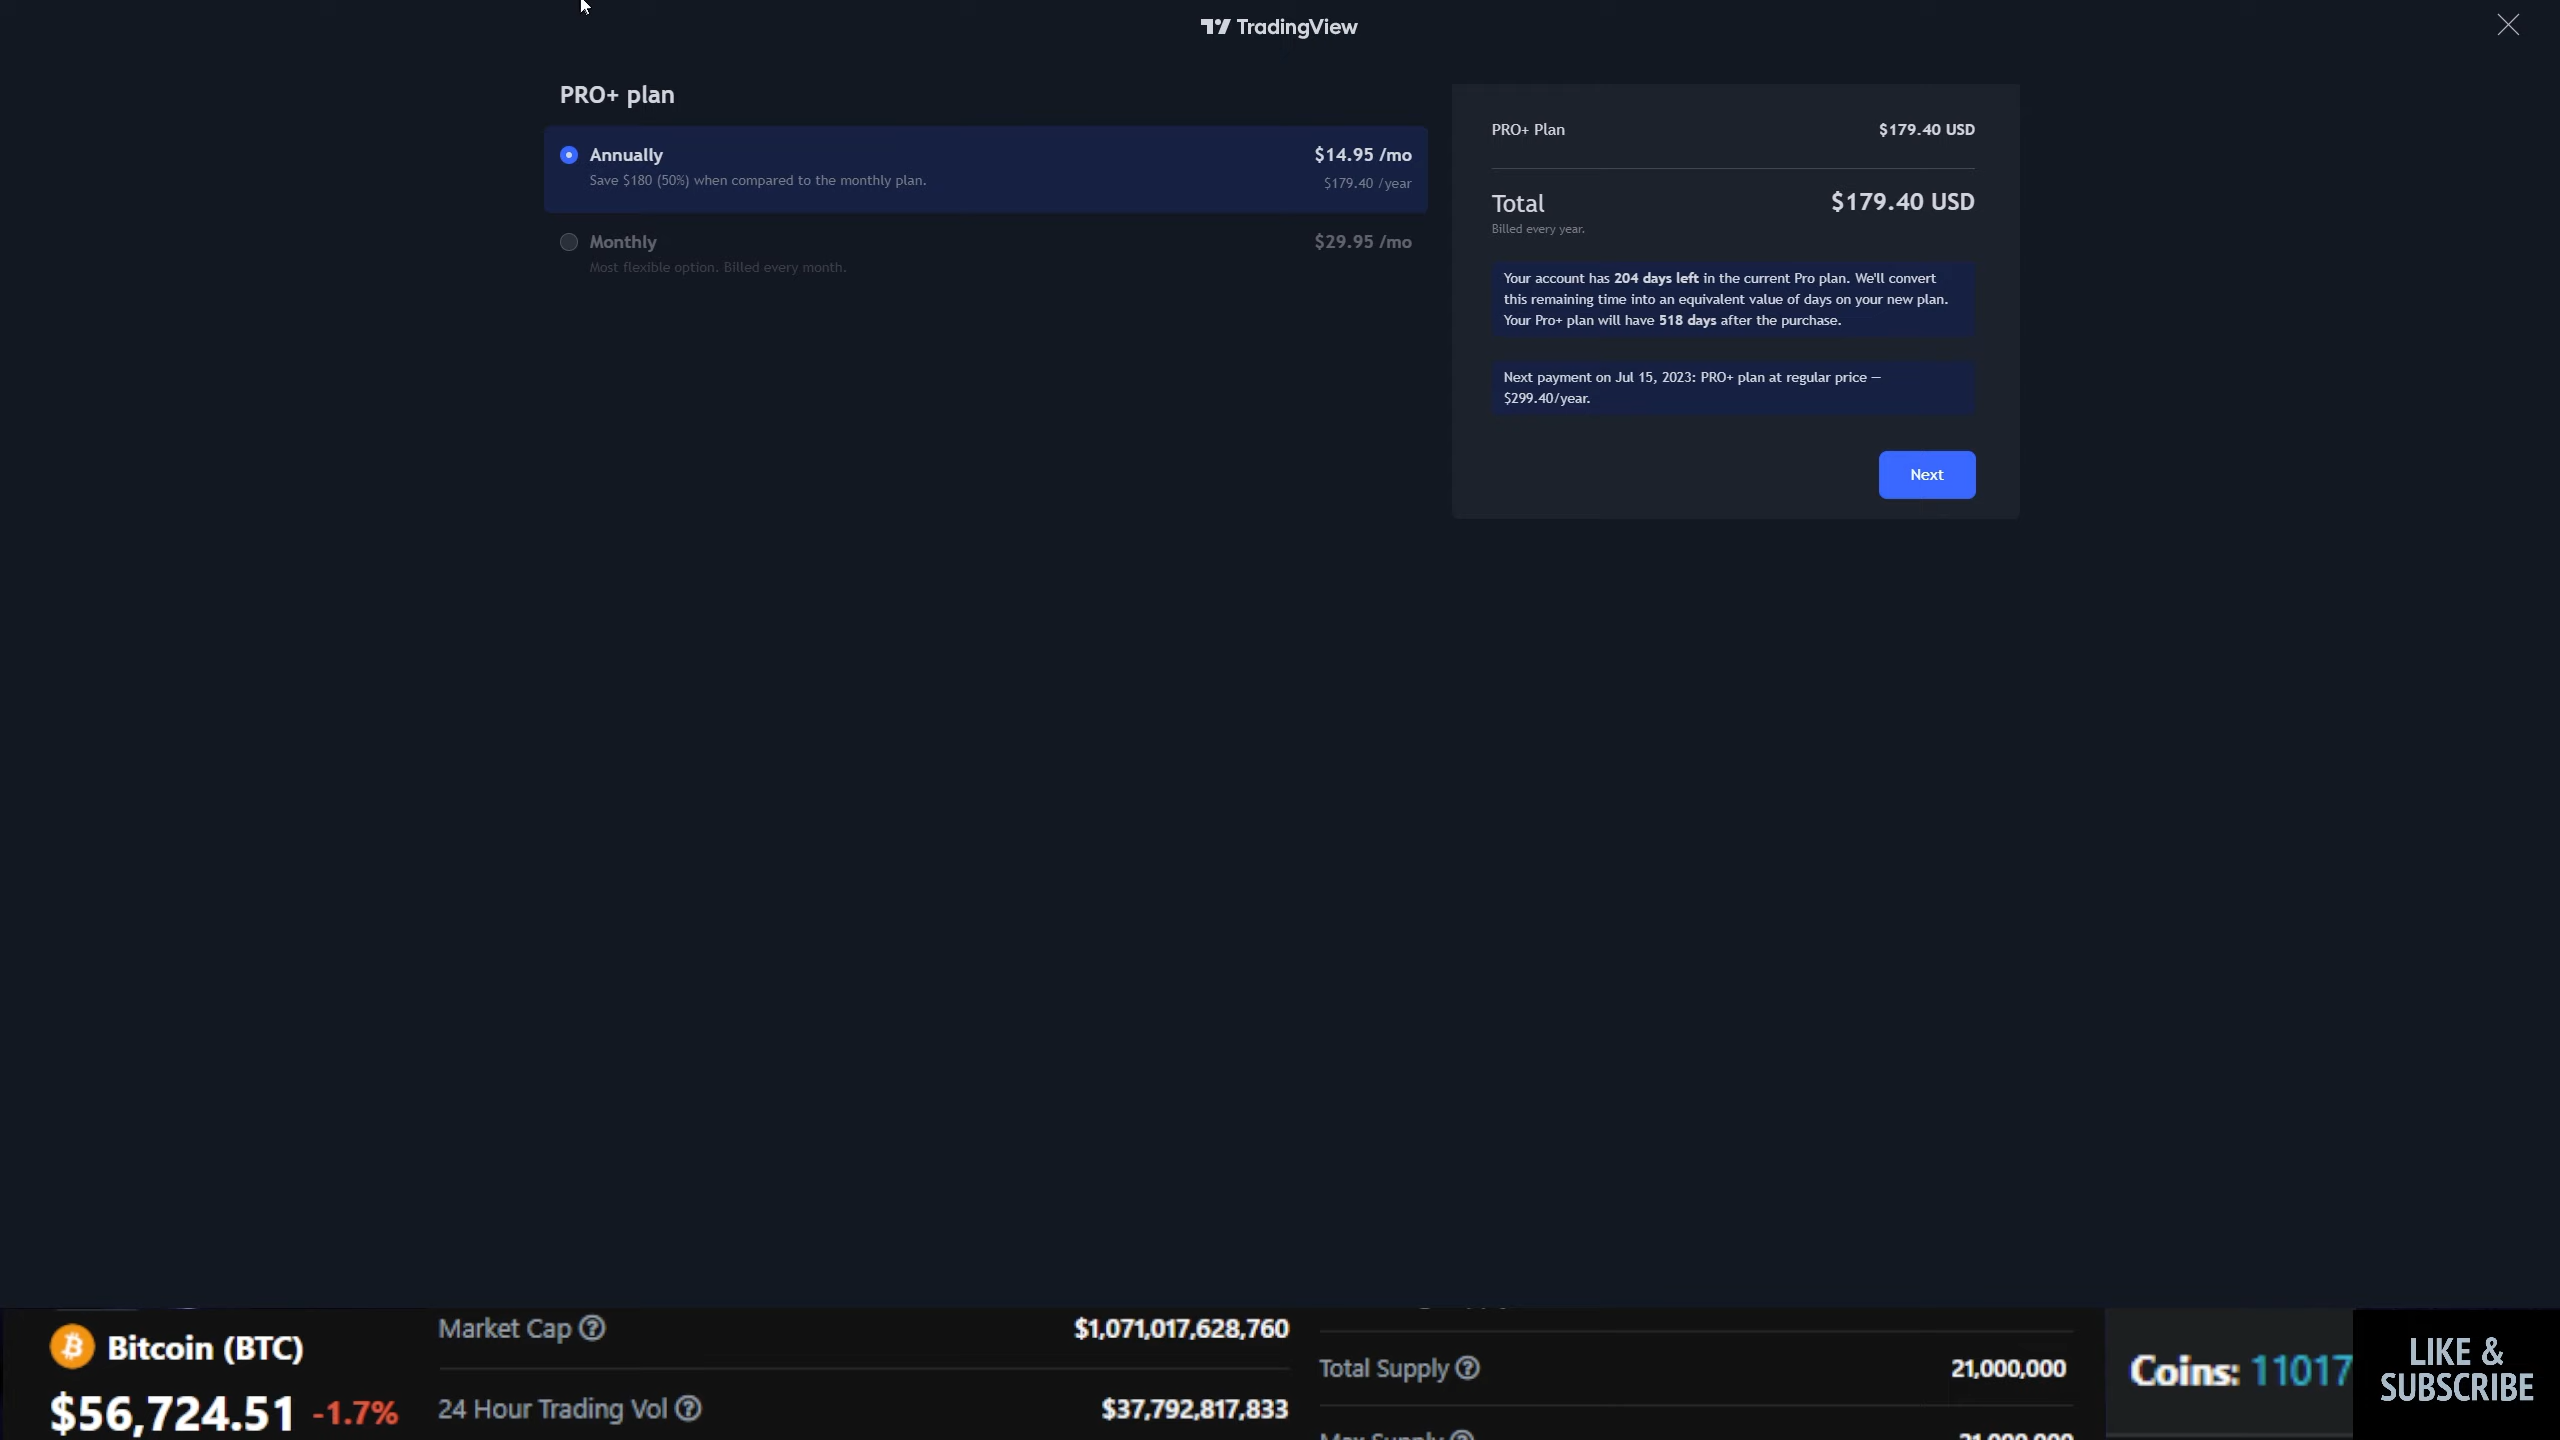 TradingView
PRO+ plan
Annually
$14.95 /mo
Save $180 (50%) when compared to the monthly plan.
$179.40 /year
Monthly
$29.95 /mo
Most flexible option. Billed every month.
PRO+ Plan
$179.40 USD
Total
$179.40 USD
Billed every year.
Your account has 204 days left in the current Pro plan. We'll convert
this remaining time into an equivalent value of days on your new plan.
Your Pro+ plan will have 518 days after the purchase.
Next payment on Jul 15, 2023: PRO+ plan at regular price —
$299.40/year.
Next
Bitcoin (BTC)
$56,724.51 -1.7%
Market Cap
$1,071,017,628,760
24 Hour Trading Vol
$37,792,817,833
Total Supply
21,000,000
Max Supply
21,000,000
Coins: 11017
LIKE &
SUBSCRIBE